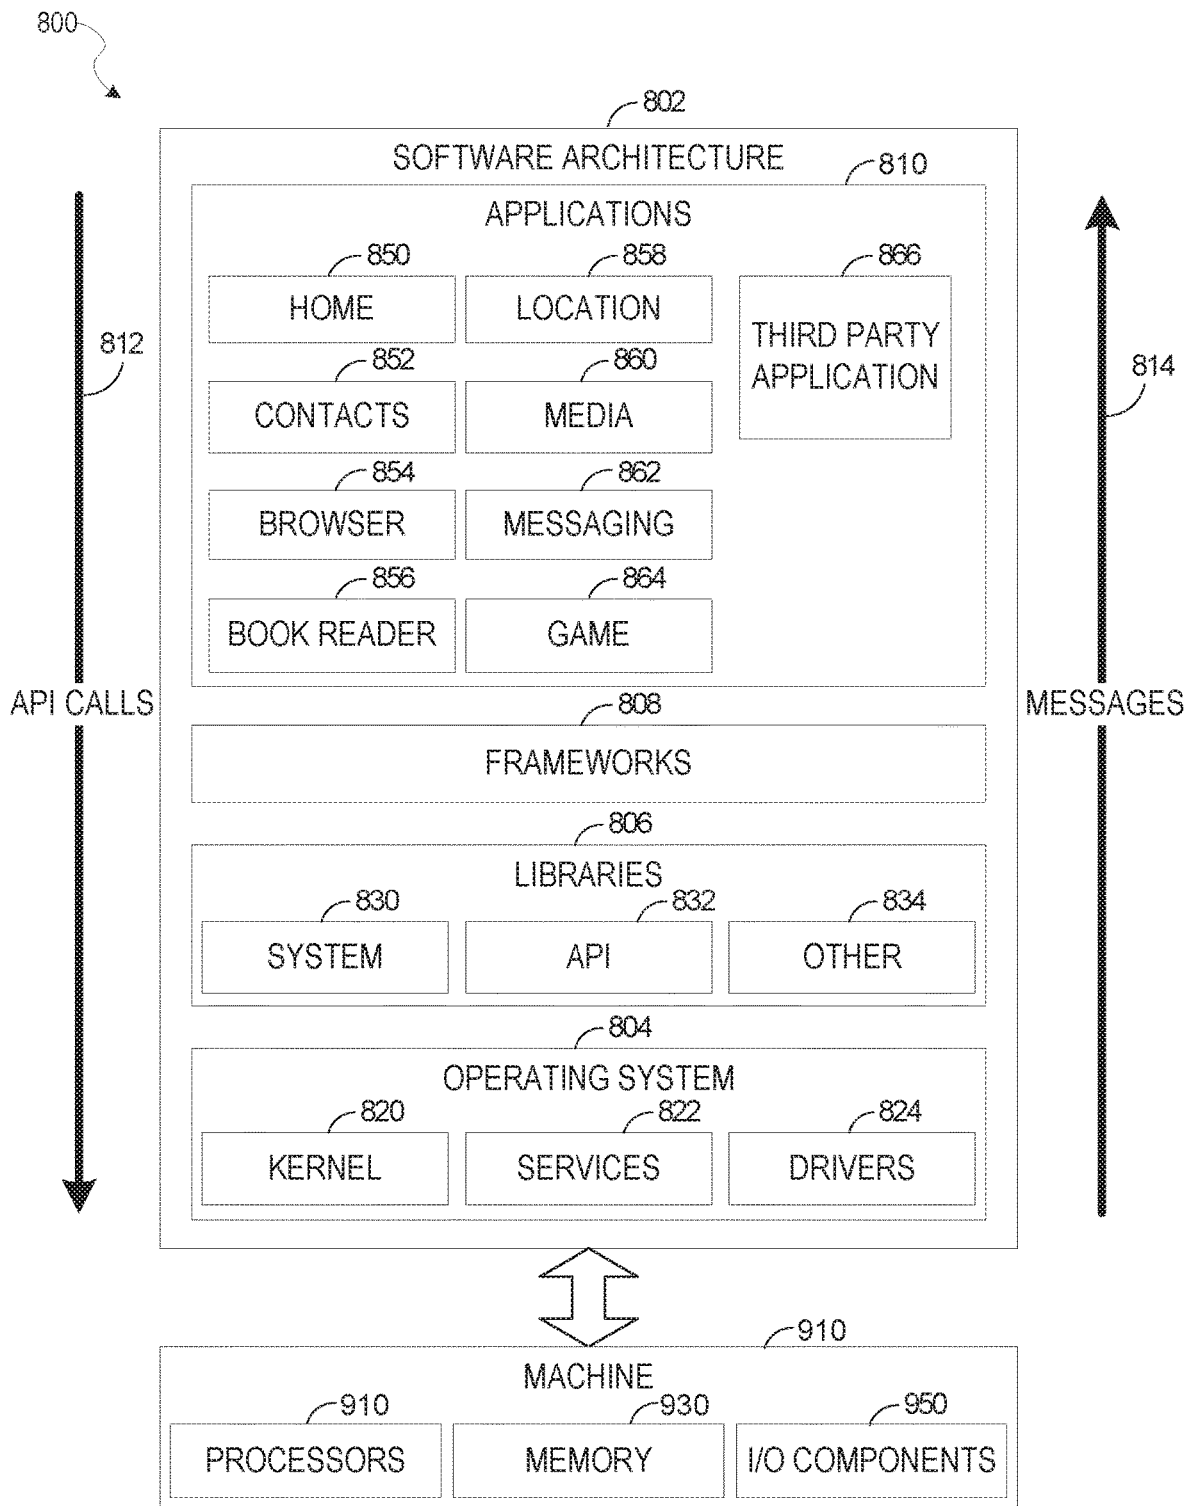 800
802
SOFTWARE ARCHITECTURE
810
APPLICATIONS
850
858
866
HOME
LOCATION
THIRD PARTY
APPLICATION
812
852
860
814
CONTACTS
MEDIA
854
862
BROWSER
MESSAGING
856
864
BOOK READER
GAME
API CALLS
808
MESSAGES
FRAMEWORKS
806
LIBRARIES
830
832
834
SYSTEM
API
OTHER
804
OPERATING SYSTEM
820
822
824
KERNEL
SERVICES
DRIVERS
910
MACHINE
910
930
950
PROCESSORS
MEMORY
I/O COMPONENTS